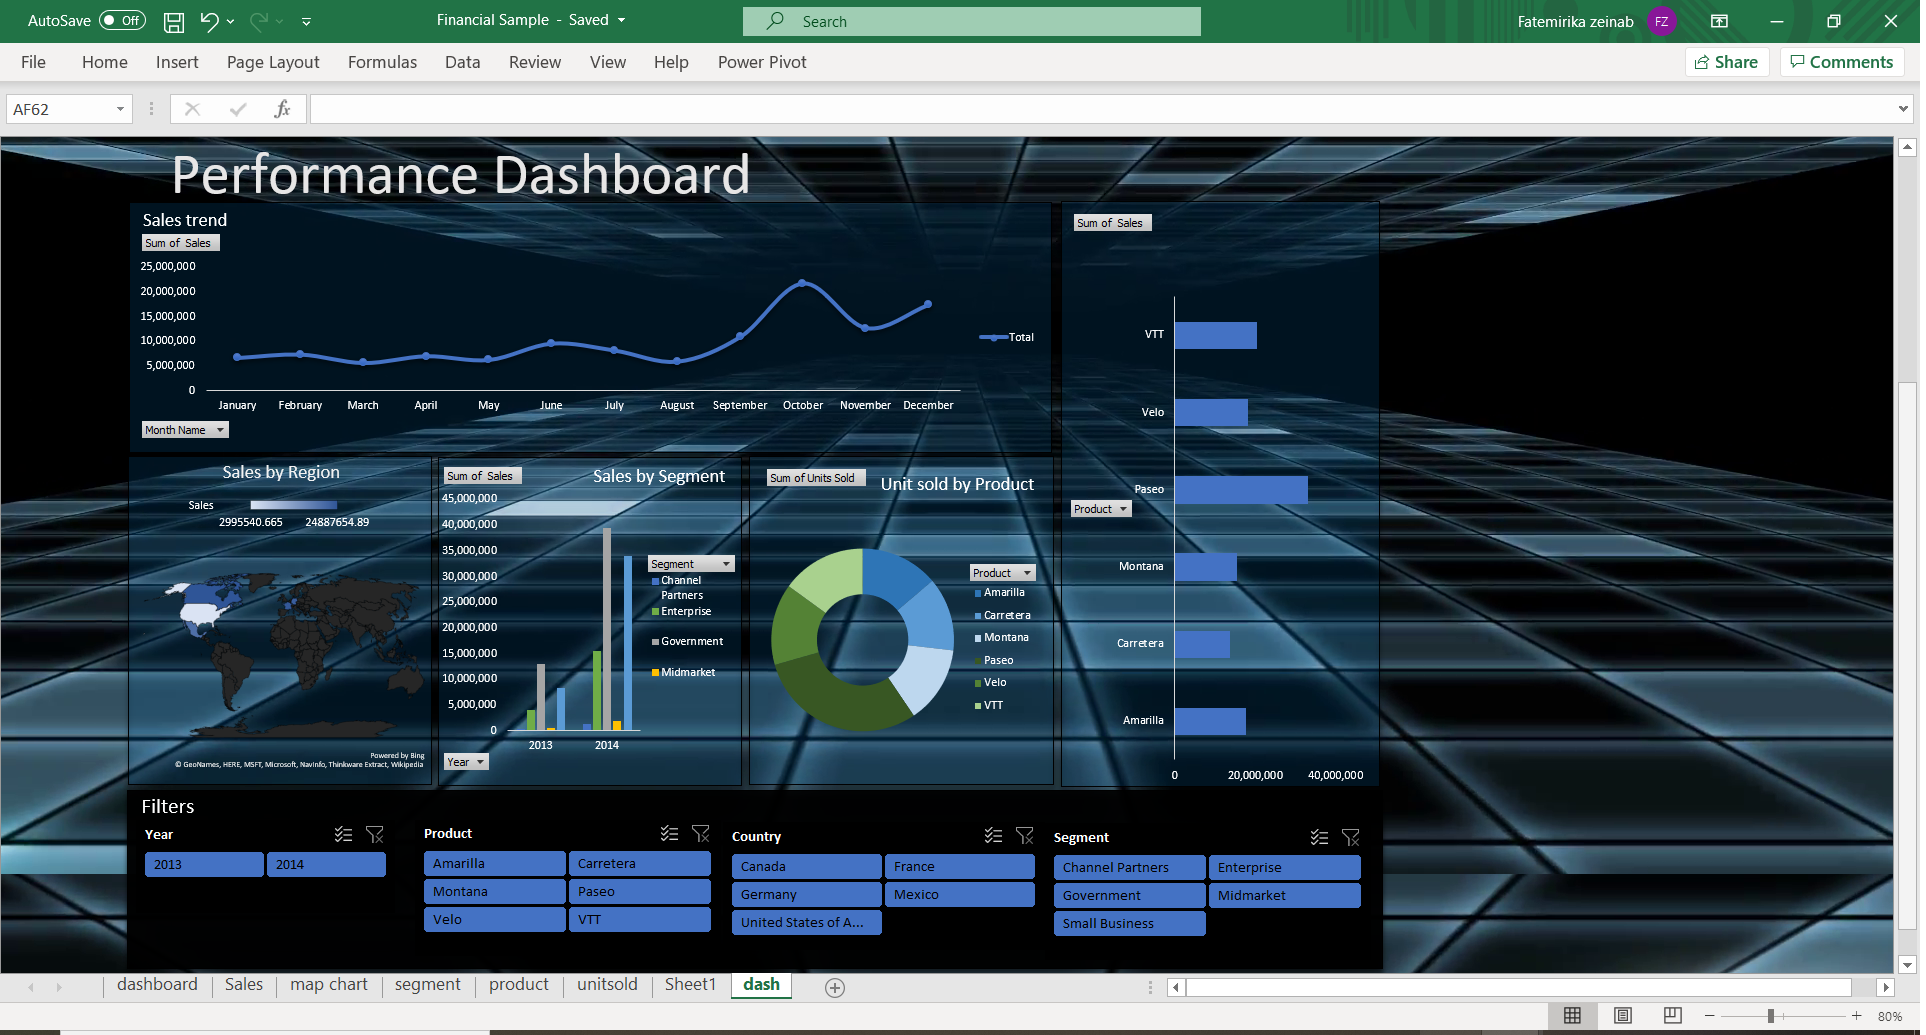 AutoSave Off Financial Sample - Saved Search Fatemirika zeinab FZ
File Home Insert Page Layout Formulas Data Review View Help Power Pivot Share Comments
AF62 fx
Performance Dashboard
Sales trend
Sum of Sales
25,000,000
20,000,000
15,000,000
10,000,000
5,000,000
0
January February March April May June July August September October November December
Total
Month Name
Sales by Region
Sales
2995540.665 24887654.89
Powered by Bing
© GeoNames, HERE, MSFT, Microsoft, NavInfo, Thinkware Extract, Wikipedia
Sum of Sales
Sales by Segment
45,000,000
40,000,000
35,000,000
30,000,000
25,000,000
20,000,000
15,000,000
10,000,000
5,000,000
0
2013 2014
Segment
Channel
Partners
Enterprise
Government
Midmarket
Year
Sum of Units Sold
Unit sold by Product
Product
Amarilla
Carretera
Montana
Paseo
Velo
VTT
Sum of Sales
VTT
Velo
Paseo
Product
Montana
Carretera
Amarilla
0 20,000,000 40,000,000
Filters
Year
2013 2014
Product
Amarilla Carretera
Montana Paseo
Velo VTT
Country
Canada France
Germany Mexico
United States of A...
Segment
Channel Partners Enterprise
Government Midmarket
Small Business
dashboard Sales map chart segment product unitsold Sheet1 dash
80%